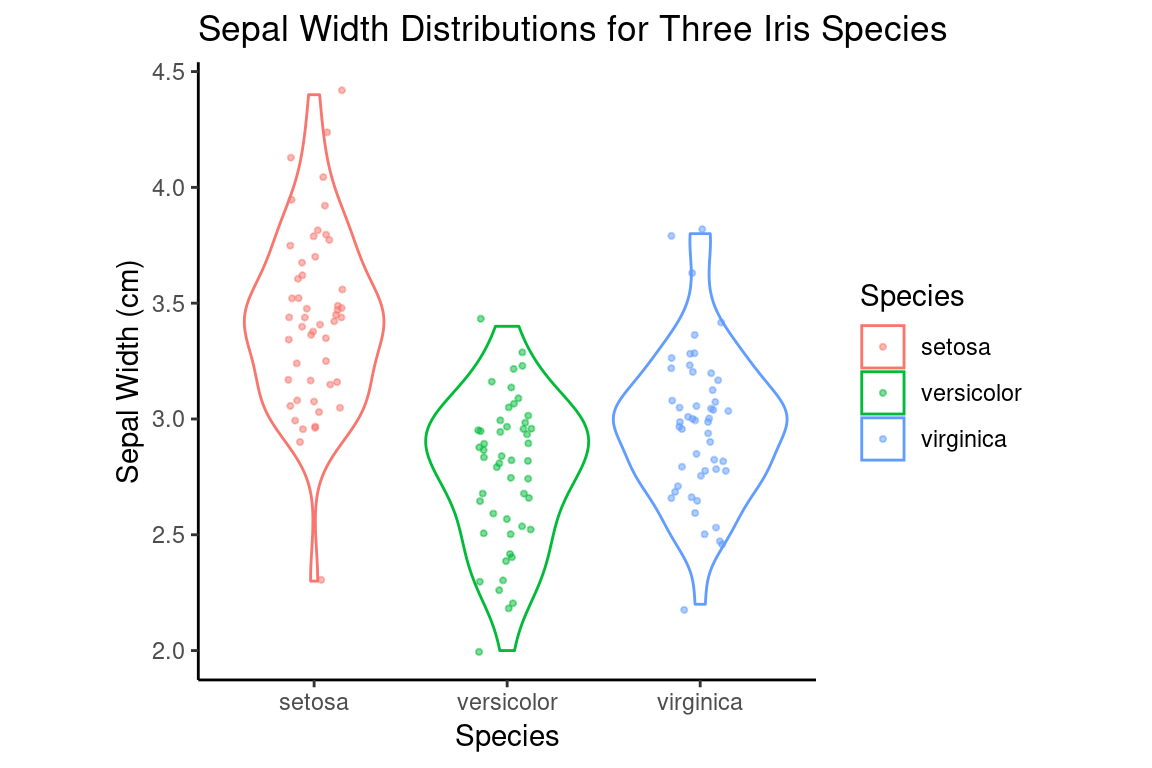 Sepal Width Distributions for Three Iris Species
4.5
4.0
3.5
3.0
2.5
2.0
Sepal Width (cm)
setosa versicolor virginica
Species
Species
setosa
versicolor
virginica